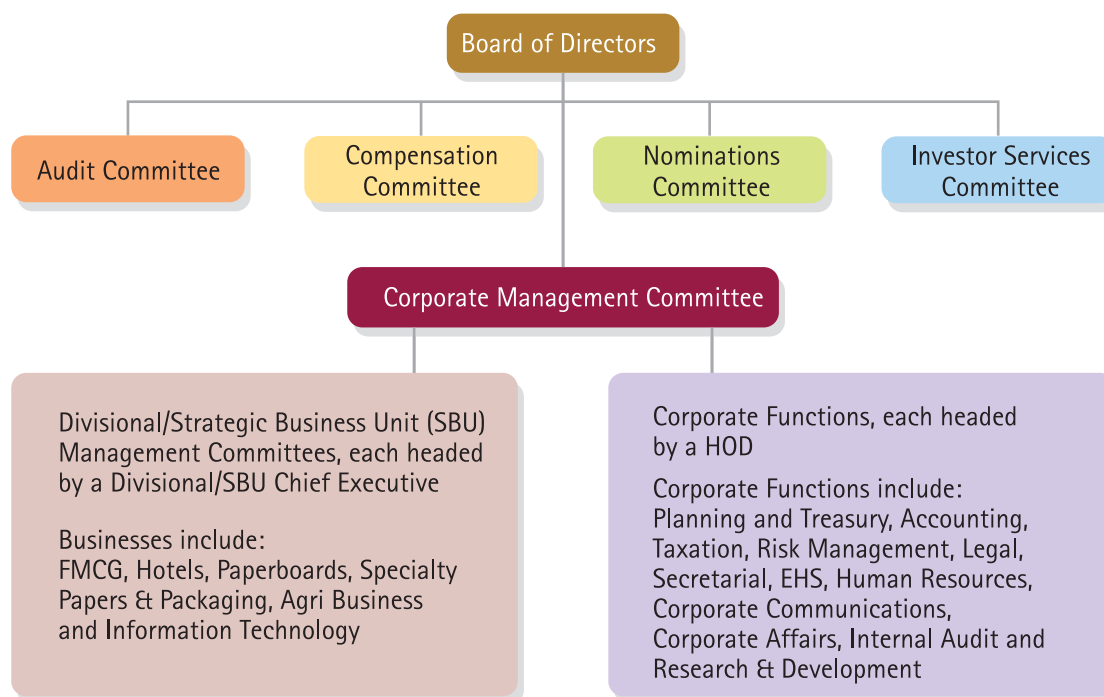 Board of Directors
Audit Committee
Compensation
Committee
Nominations
Committee
Investor Services
Committee
Corporate Management Committee
Divisional/Strategic Business Unit (SBU)
Management Committees, each headed
by a Divisional/SBU Chief Executive
Businesses include:
FMCG, Hotels, Paperboards, Specialty
Papers & Packaging, Agri Business
and Information Technology
Corporate Functions, each headed
by a HOD
Corporate Functions include:
Planning and Treasury, Accounting,
Taxation, Risk Management, Legal,
Secretarial, EHS, Human Resources,
Corporate Communications,
Corporate Affairs, Internal Audit and
Research & Development